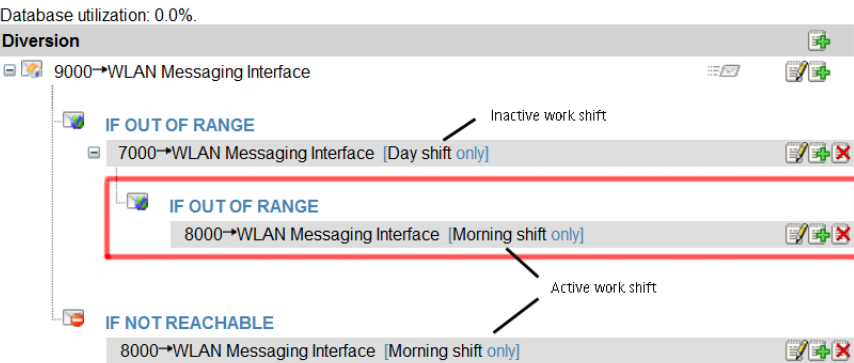 Database utilization: 0.0%.
Diversion
9000→WLAN Messaging Interface
Inactive work shift
IF OUT OF RANGE
7000→WLAN Messaging Interface [Day shift only]
IF OUT OF RANGE
8000→WLAN Messaging Interface [Morning shift only]
Active work shift
IF NOT REACHABLE
8000→WLAN Messaging Interface [Morning shift only]